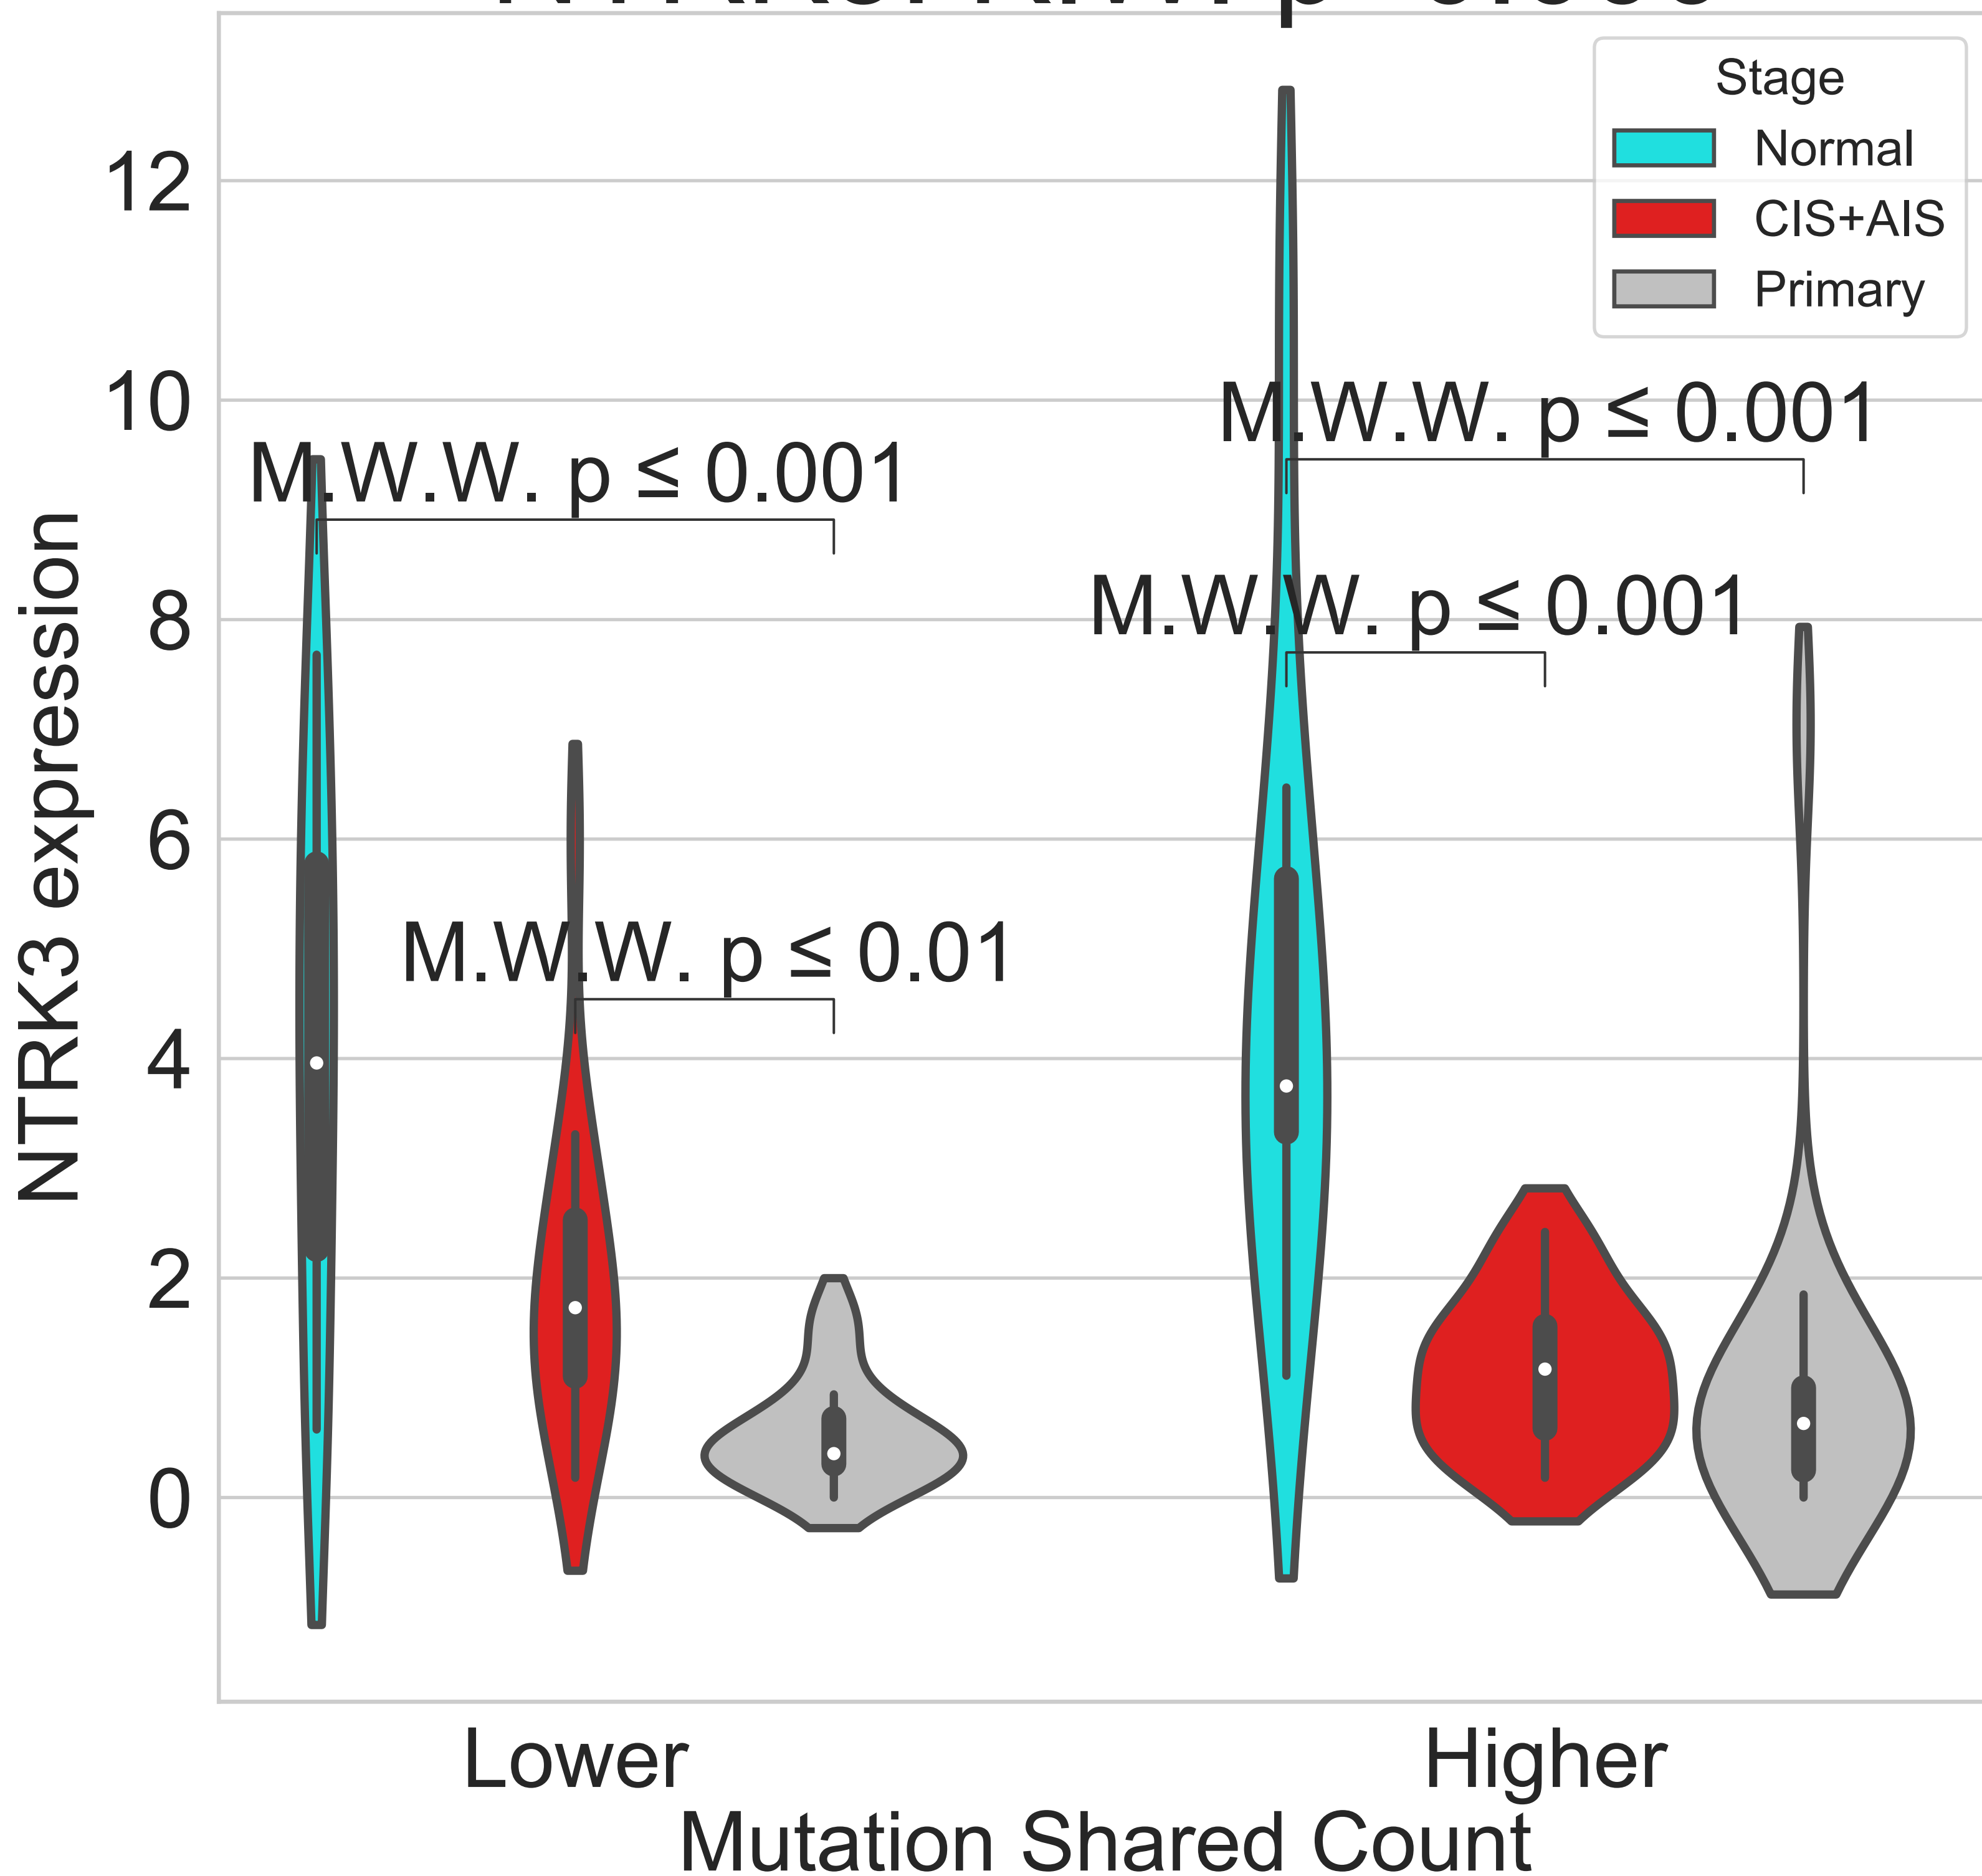 Stage
Normal
CIS+AIS
Primary
12
10
8
6
4
2
0
NTRK3 expression
M.W.W. p ≤ 0.001
M.W.W. p ≤ 0.001
M.W.W. p ≤ 0.001
M.W.W. p ≤ 0.01
Lower
Higher
Mutation Shared Count